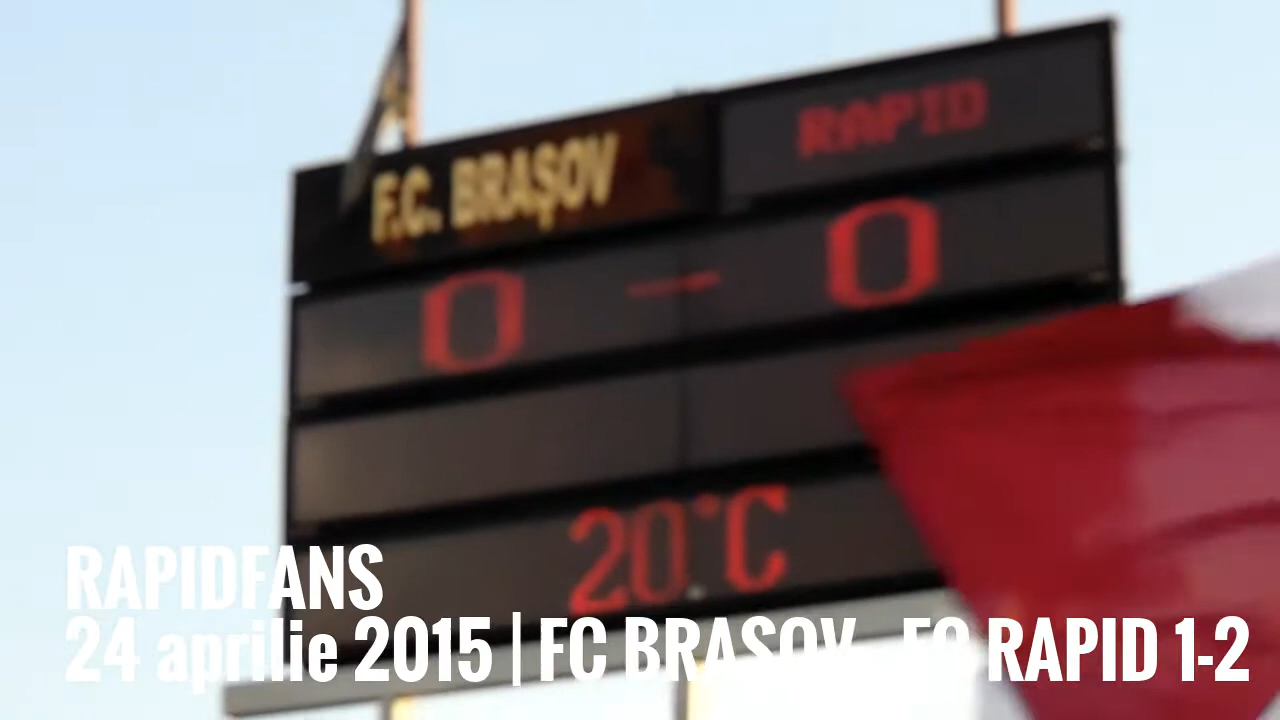 F.C. BRAȘOV
RAPID
0 — 0
20°C
RAPIDFANS
24 aprilie 2015 | FC BRASOV - FC RAPID 1-2